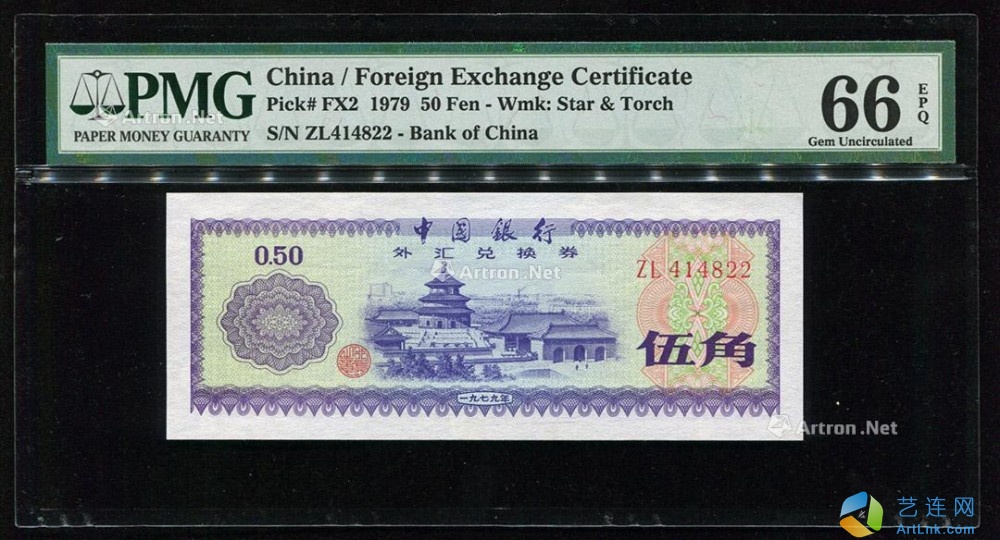 PMG
PAPER MONEY GUARANTY
China / Foreign Exchange Certificate
Pick# FX2 1979 50 Fen - Wmk: Star & Torch
S/N ZL414822 - Bank of China
66
EPQ
Gem Uncirculated
Artron.Net
中国银行
外汇兑换券
0.50
ZL 414822
Artron.Net
伍角
一九七九年
Artron.Net
艺连网
ArtLnk.com